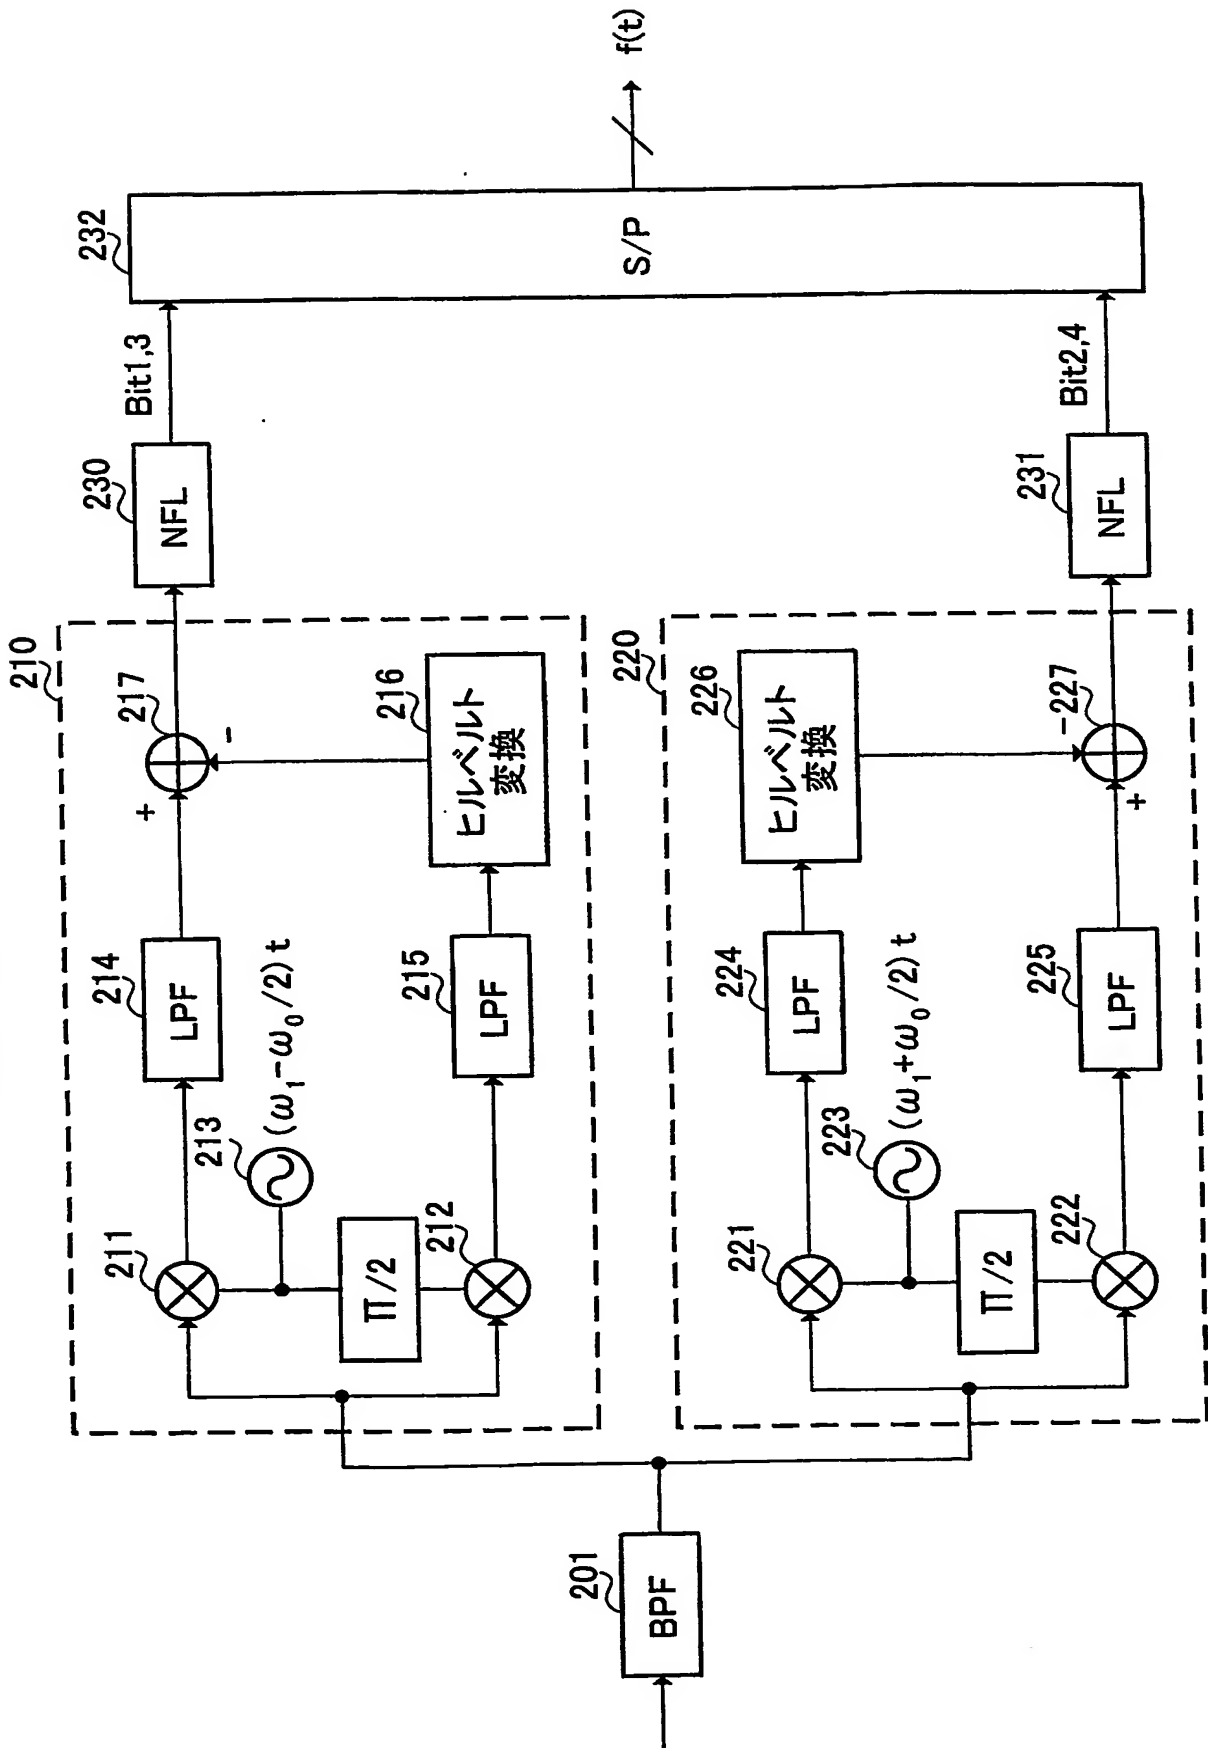 201
BPF
210
211
213
(ω₁−ω₀/2)t
Π/2
212
214
LPF
215
LPF
217
+
-
216
ヒルベルト
変換
230
NFL
Bit1,3
220
221
223
(ω₁+ω₀/2)t
Π/2
222
224
LPF
225
LPF
226
ヒルベルト
変換
-
227
+
231
NFL
Bit2,4
232
S/P
f(t)